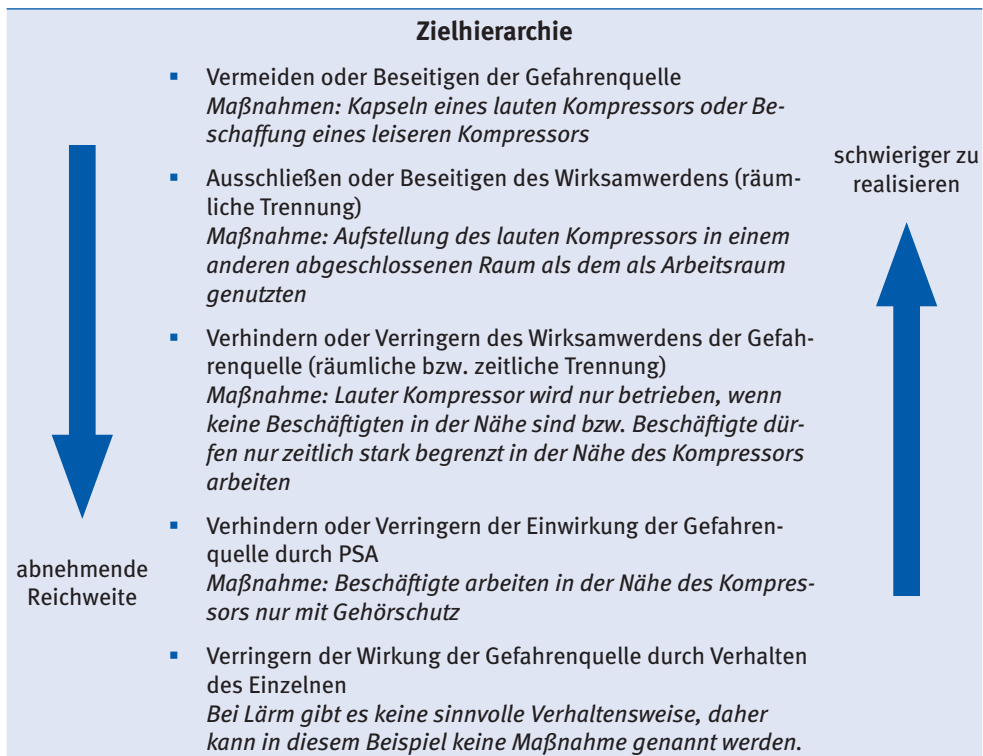 Zielhierarchie
▪ Vermeiden oder Beseitigen der Gefahrenquelle
Maßnahmen: Kapseln eines lauten Kompressors oder Be-
schaffung eines leiseren Kompressors
▪ Ausschließen oder Beseitigen des Wirksamwerdens (räum-
liche Trennung)
Maßnahme: Aufstellung des lauten Kompressors in einem
anderen abgeschlossenen Raum als dem als Arbeitsraum
genutzten
▪ Verhindern oder Verringern des Wirksamwerdens der Gefah-
renquelle (räumliche bzw. zeitliche Trennung)
Maßnahme: Lauter Kompressor wird nur betrieben, wenn
keine Beschäftigten in der Nähe sind bzw. Beschäftigte dür-
fen nur zeitlich stark begrenzt in der Nähe des Kompressors
arbeiten
▪ Verhindern oder Verringern der Einwirkung der Gefahren-
quelle durch PSA
Maßnahme: Beschäftigte arbeiten in der Nähe des Kompres-
sors nur mit Gehörschutz
▪ Verringern der Wirkung der Gefahrenquelle durch Verhalten
des Einzelnen
Bei Lärm gibt es keine sinnvolle Verhaltensweise, daher
kann in diesem Beispiel keine Maßnahme genannt werden.
abnehmende
Reichweite
schwieriger zu
realisieren